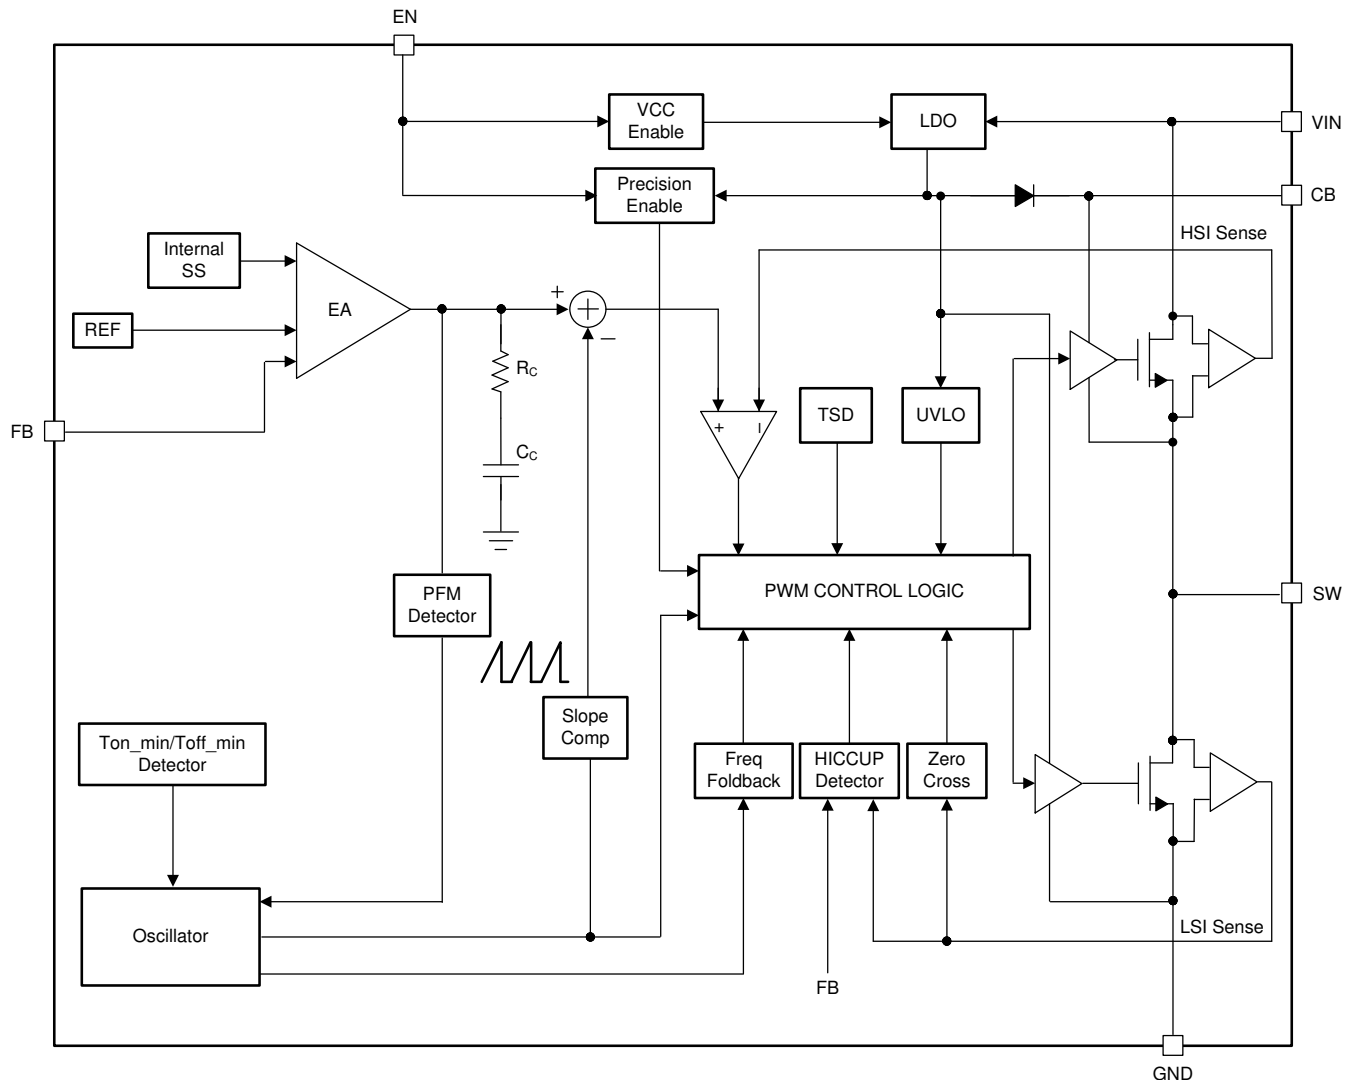 EN
VCC
Enable
LDO
VIN
Precision
Enable
CB
HSI Sense
Internal
SS
EA
+
+
−
REF
RC
FB
TSD
UVLO
+
−
CC
PFM
Detector
PWM CONTROL LOGIC
SW
Slope
Comp
Ton_min/Toff_min
Detector
Freq
Foldback
HICCUP
Detector
Zero
Cross
Oscillator
LSI Sense
FB
GND